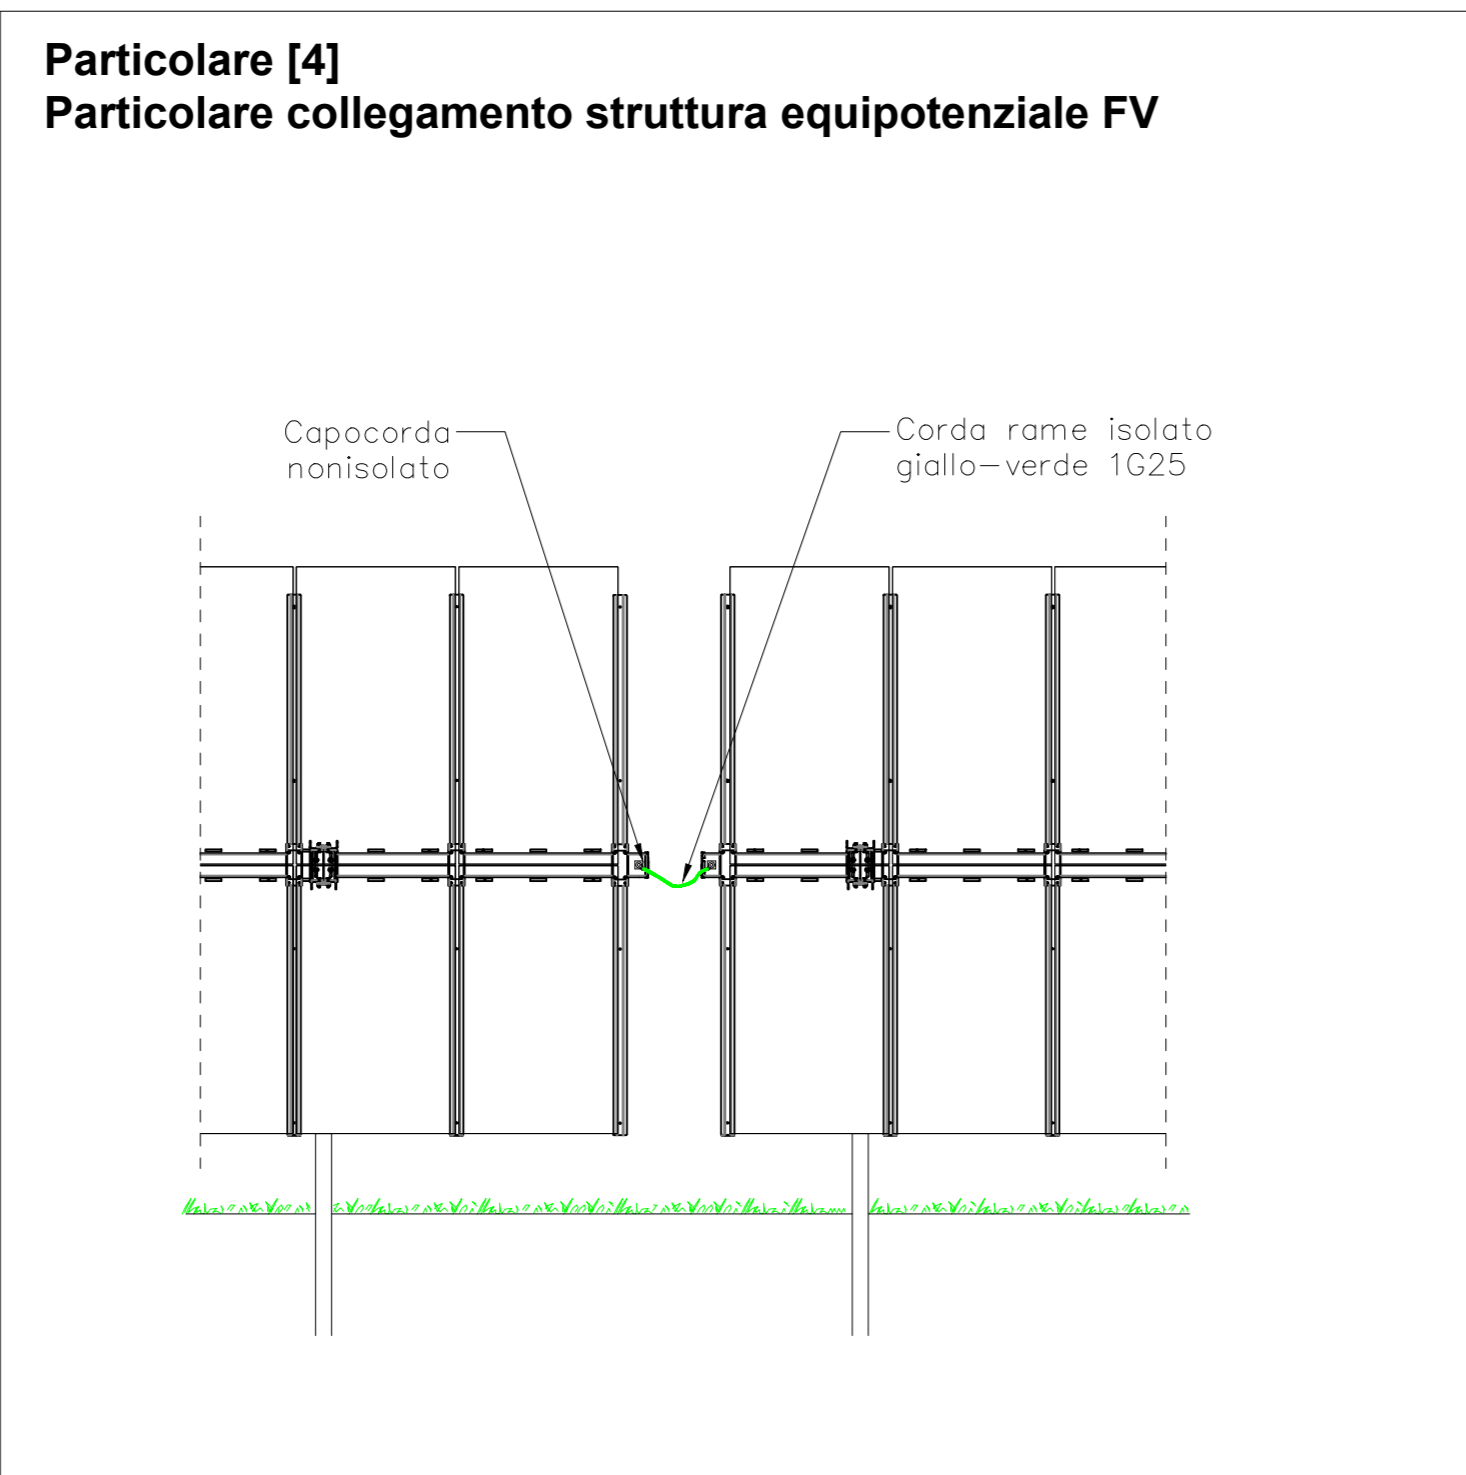 Particolare [4]
Particolare collegamento struttura equipotenziale FV
Capocorda
nonisolato
Corda rame isolato
giallo-verde 1G25